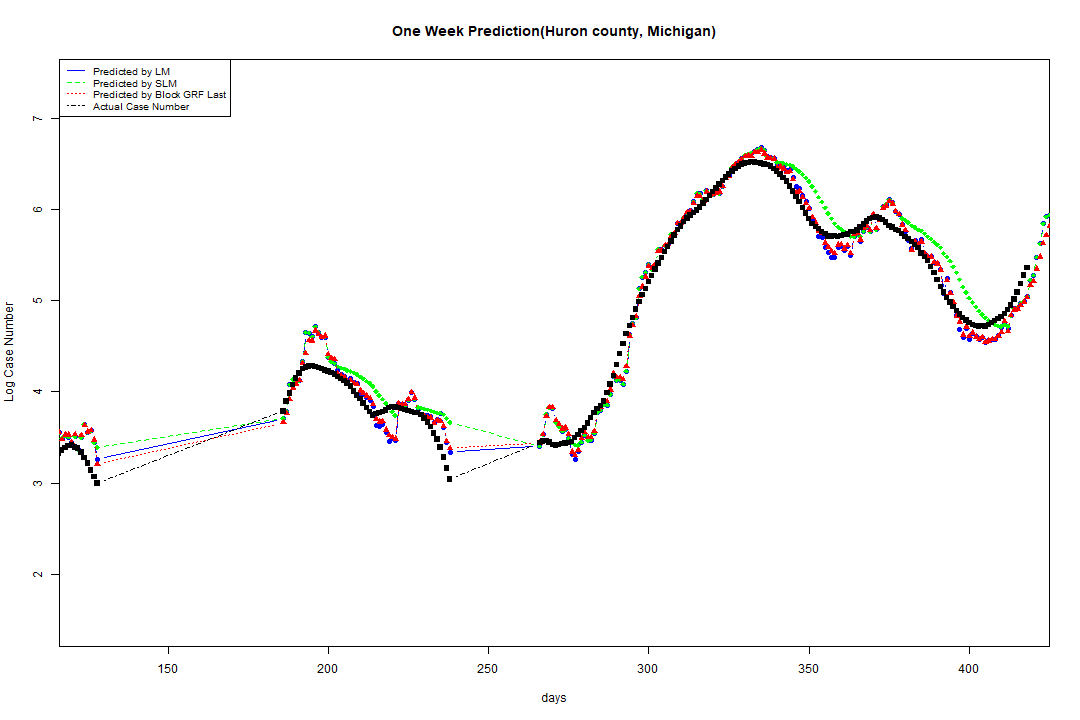 One Week Prediction(Huron county, Michigan)
Predicted by LM
Predicted by SLM
Predicted by Block GRF Last
Actual Case Number
Log Case Number
7
6
5
4
3
2
150 200 250 300 350 400
days